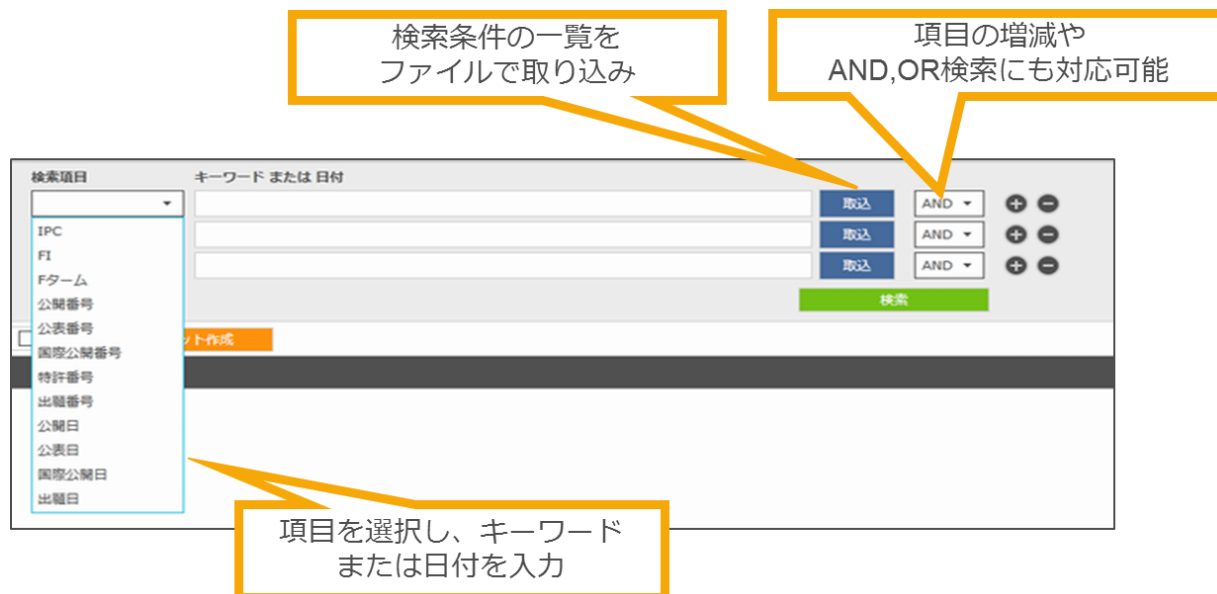 検索条件の一覧を
ファイルで取り込み
項目の増減や
AND,OR検索にも対応可能
検索項目
キーワード または 日付
取込
AND
取込
AND
取込
AND
検索
IPC
FI
Fターム
公開番号
公表番号
国際公開番号
特許番号
出願番号
公開日
公表日
国際公開日
出願日
ット作成
項目を選択し、キーワード
または日付を入力